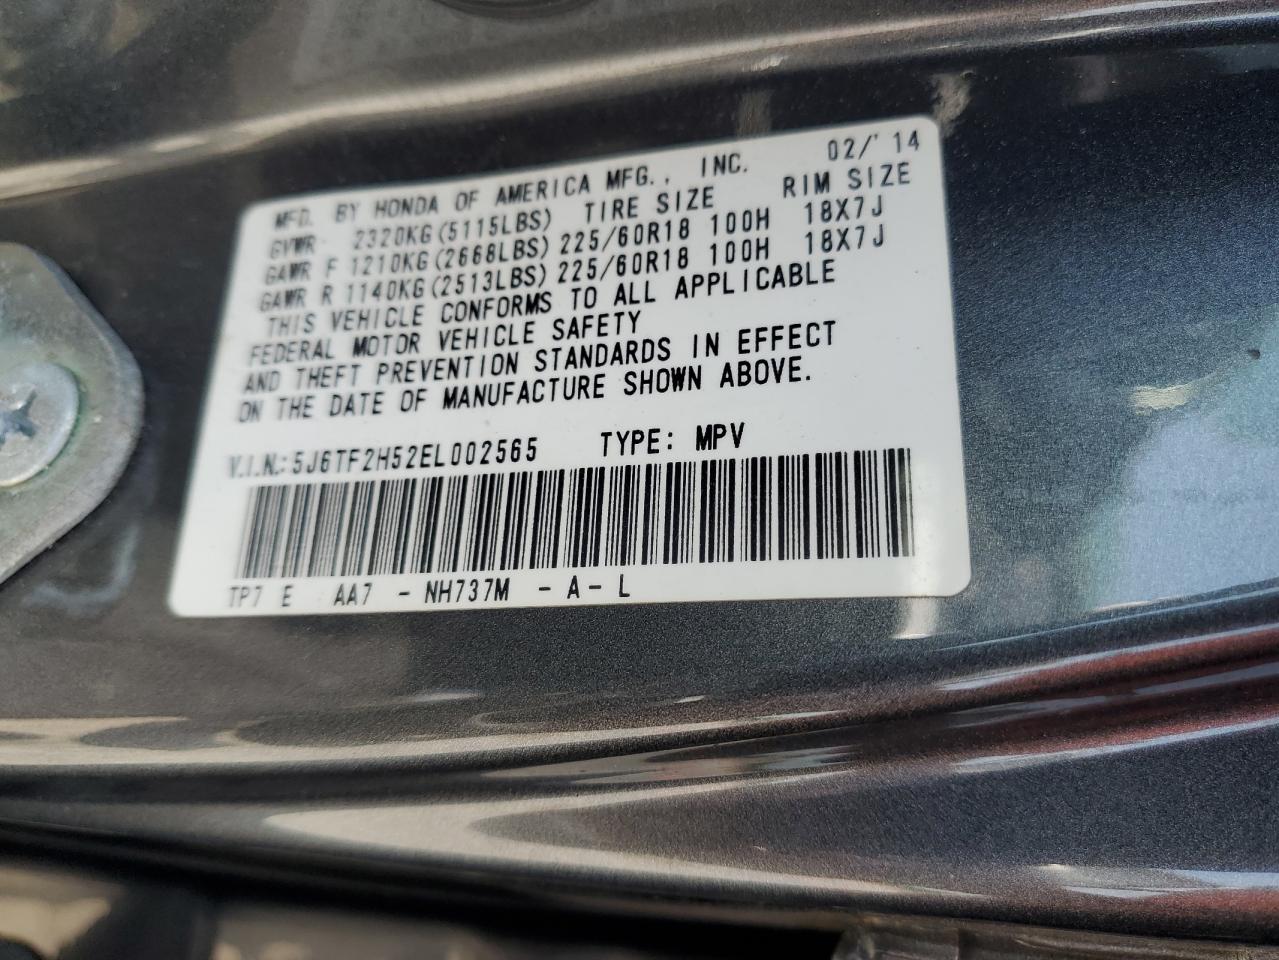 MFD. BY HONDA OF AMERICA MFG., INC. 02/'14
GVWR 2320KG(5115LBS) TIRE SIZE RIM SIZE
GAWR F 1210KG(2668LBS) 225/60R18 100H 18X7J
GAWR R 1140KG(2513LBS) 225/60R18 100H 18X7J
THIS VEHICLE CONFORMS TO ALL APPLICABLE
FEDERAL MOTOR VEHICLE SAFETY
AND THEFT PREVENTION STANDARDS IN EFFECT
ON THE DATE OF MANUFACTURE SHOWN ABOVE.
V.I.N.: 5J6TF2H52EL002565 TYPE: MPV
TP7 E AA7 - NH737M - A - L